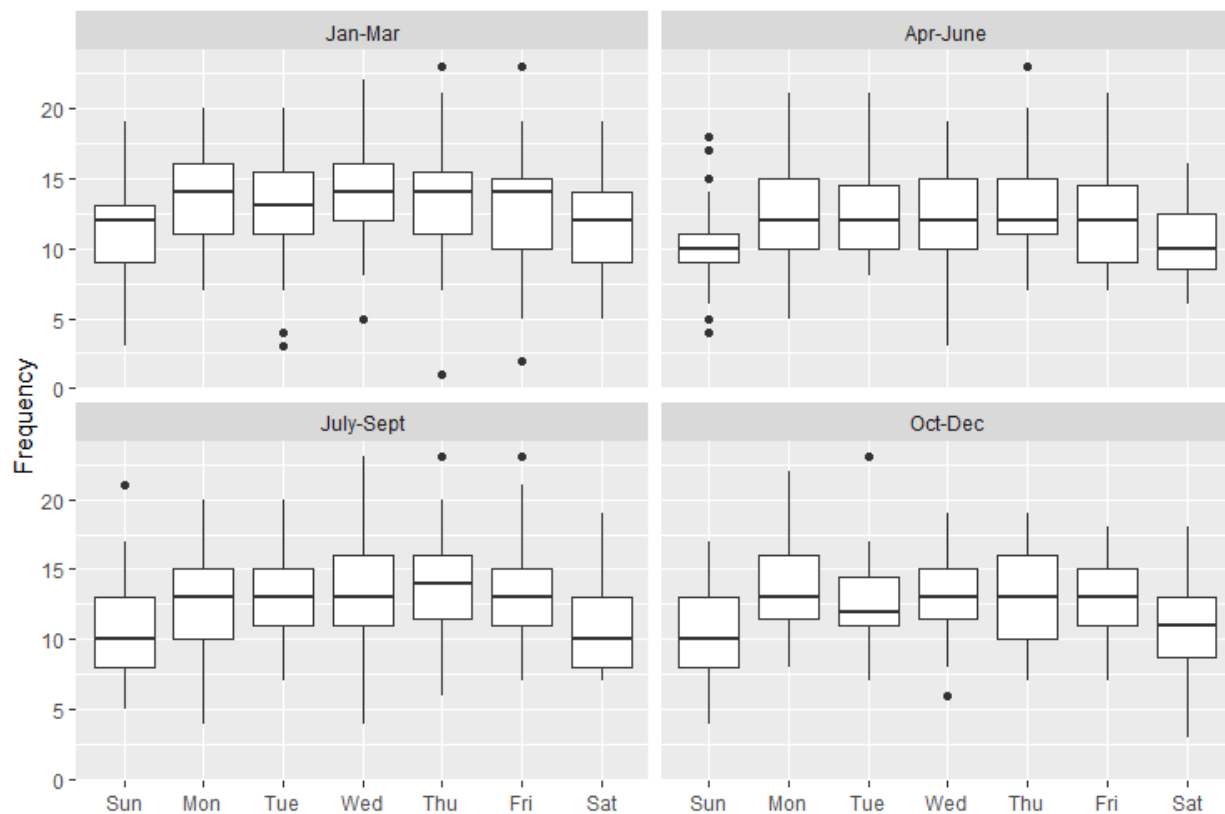 Jan-Mar
Apr-June
20
15
10
5
0
Frequency
July-Sept
Oct-Dec
20
15
10
5
0
Sun Mon Tue Wed Thu Fri Sat
Sun Mon Tue Wed Thu Fri Sat